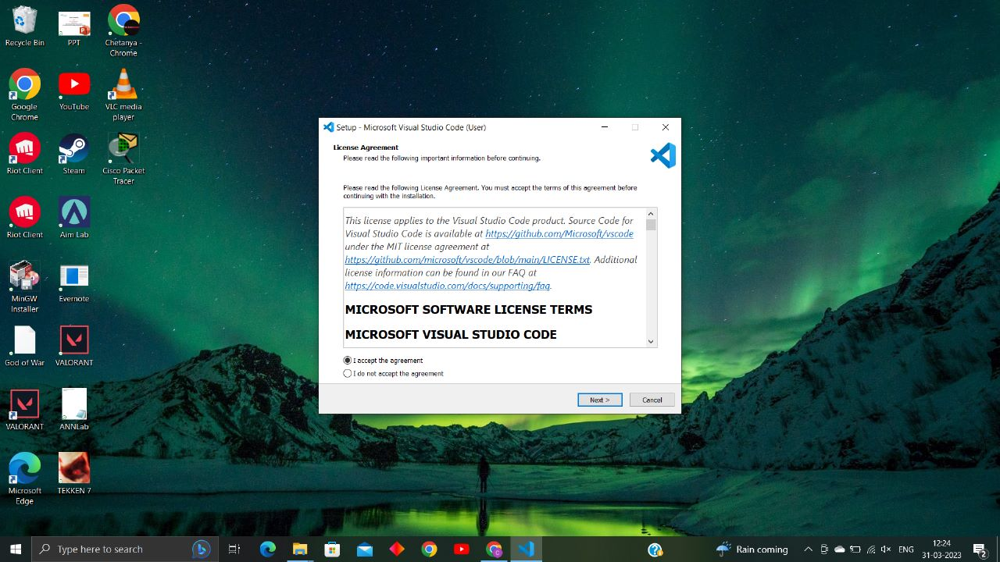 Recycle Bin
PPT
Chetanya -
Chrome
Google
Chrome
YouTube
VLC media
player
Riot Client
Steam
Cisco Packet
Tracer
Riot Client
Aim Lab
MinGW
Installer
Evernote
God of War
VALORANT
VALORANT
ANNLab
Microsoft
Edge
TEKKEN 7
Setup - Microsoft Visual Studio Code (User)
License Agreement
Please read the following important information before continuing.
Please read the following License Agreement. You must accept the terms of this agreement before
continuing with the installation.
This license applies to the Visual Studio Code product. Source Code for
Visual Studio Code is available at https://github.com/Microsoft/vscode
under the MIT license agreement at
https://github.com/microsoft/vscode/blob/main/LICENSE.txt. Additional
license information can be found in our FAQ at
https://code.visualstudio.com/docs/supporting/faq.
MICROSOFT SOFTWARE LICENSE TERMS
MICROSOFT VISUAL STUDIO CODE
I accept the agreement
I do not accept the agreement
Next >
Cancel
Type here to search
Rain coming
ENG
12:24
31-03-2023
2